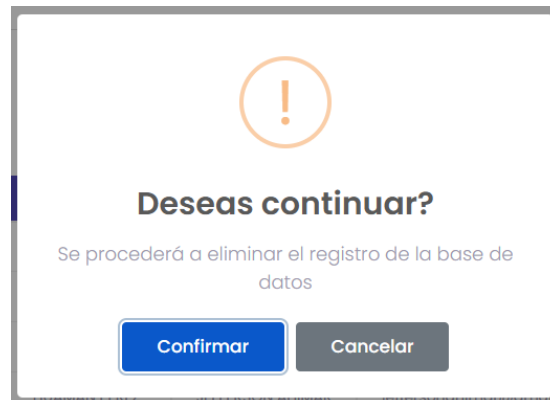 !
Deseas continuar?
Se procederá a eliminar el registro de la base de
datos
Confirmar
Cancelar